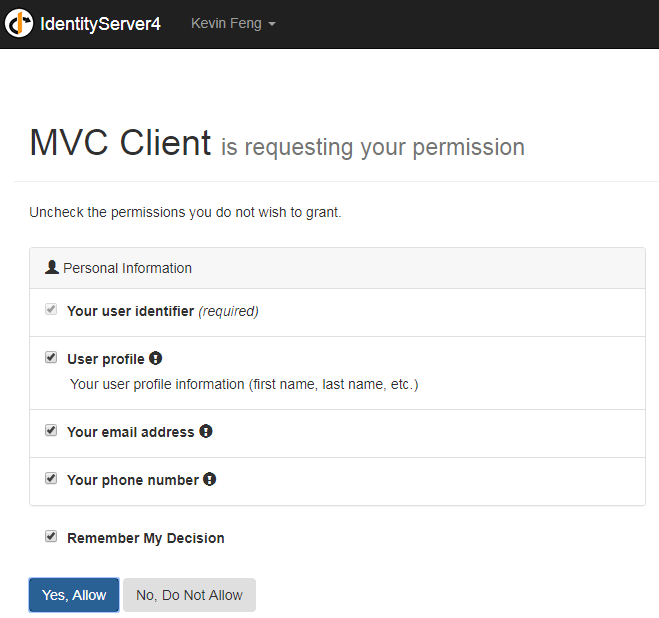 IdentityServer4 Kevin Feng
MVC Client is requesting your permission
Uncheck the permissions you do not wish to grant.
Personal Information
Your user identifier (required)
User profile
Your user profile information (first name, last name, etc.)
Your email address
Your phone number
Remember My Decision
Yes, Allow No, Do Not Allow